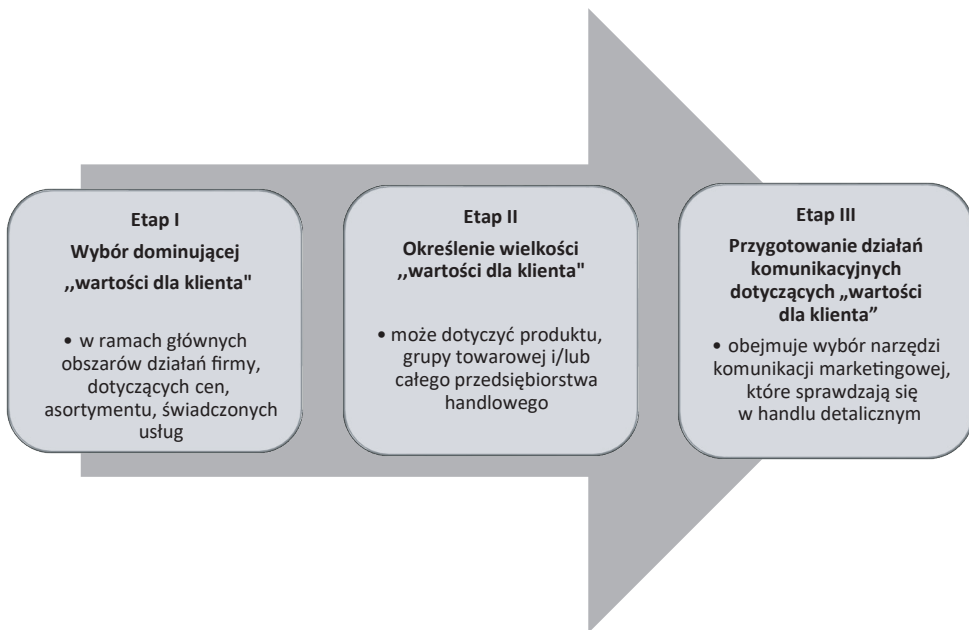 Etap I
Wybór dominującej
,,wartości dla klienta"
• w ramach głównych
obszarów działań firmy,
dotyczących cen,
asortymentu, świadczonych
usług
Etap II
Określenie wielkości
,,wartości dla klienta"
• może dotyczyć produktu,
grupy towarowej i/lub
całego przedsiębiorstwa
handlowego
Etap III
Przygotowanie działań
komunikacyjnych
dotyczących „wartości
dla klienta”
• obejmuje wybór narzędzi
komunikacji marketingowej,
które sprawdzają się
w handlu detalicznym